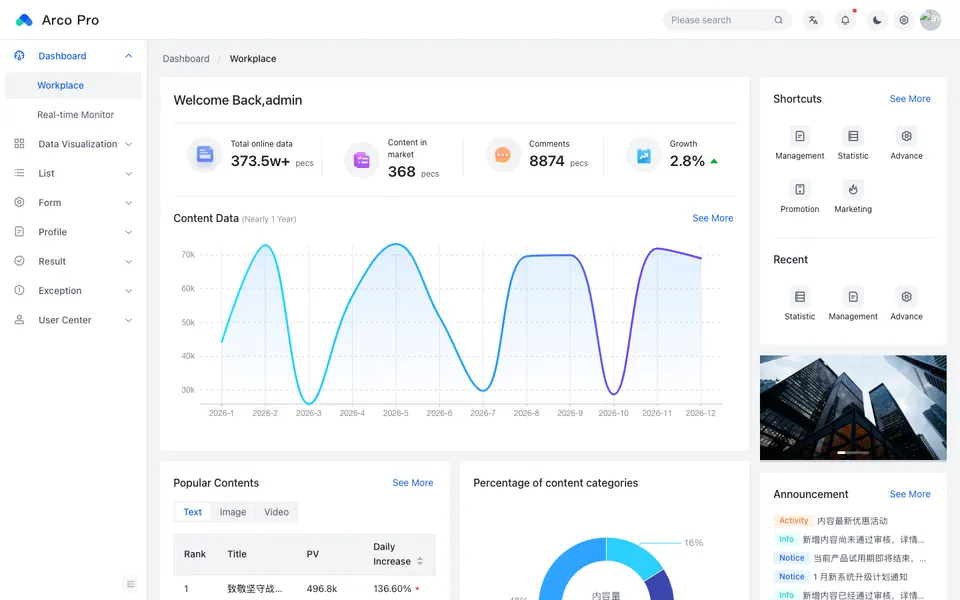 Arco Pro
Please search
Dashboard
Workplace
Real-time Monitor
Data Visualization
List
Form
Profile
Result
Exception
User Center
Dashboard / Workplace
Welcome Back,admin
Total online data
373.5w+ pecs
Content in
market
368 pecs
Comments
8874 pecs
Growth
2.8%
Content Data (Nearly 1 Year)
See More
70k
60k
50k
40k
30k
2026-1 2026-2 2026-3 2026-4 2026-5 2026-6 2026-7 2026-8 2026-9 2026-10 2026-11 2026-12
Popular Contents
See More
Text Image Video
Rank Title PV Daily Increase
1 致敬坚守战... 496.8k 136.60%
Percentage of content categories
16%
内容量
Shortcuts
See More
Management Statistic Advance
Promotion Marketing
Recent
Statistic Management Advance
Announcement
See More
Activity 内容最新优惠活动
Info 新增内容尚未通过审核，详情...
Notice 当前产品试用期即将结束，...
Notice 1 月新系统升级计划通知
Info 新增内容已经通过审核，详情...